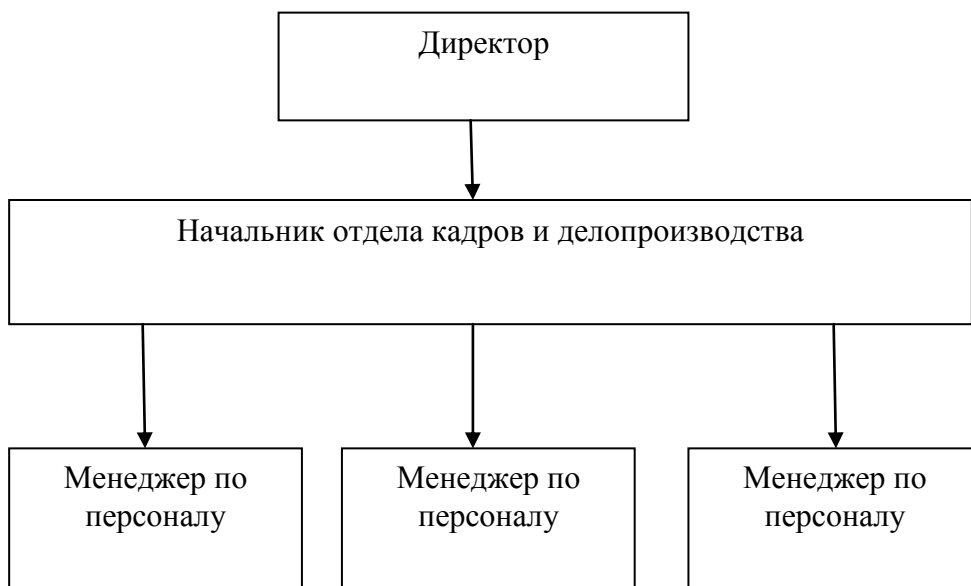 Директор
Начальник отдела кадров и делопроизводства
Менеджер по
персоналу
Менеджер по
персоналу
Менеджер по
персоналу